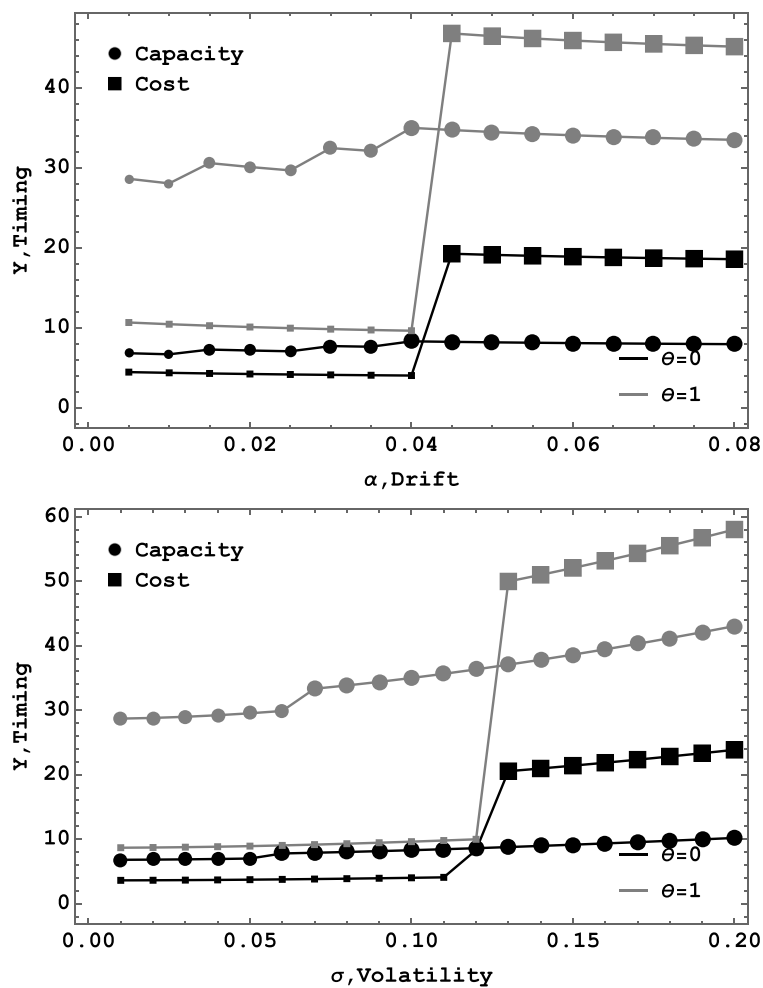 Capacity
Cost
Y,Timing
40
30
20
10
0
θ=0
θ=1
0.00 0.02 0.04 0.06 0.08
α,Drift
60
Capacity
Cost
50
40
30
Y,Timing
20
10
0
θ=0
θ=1
0.00 0.05 0.10 0.15 0.20
σ,Volatility